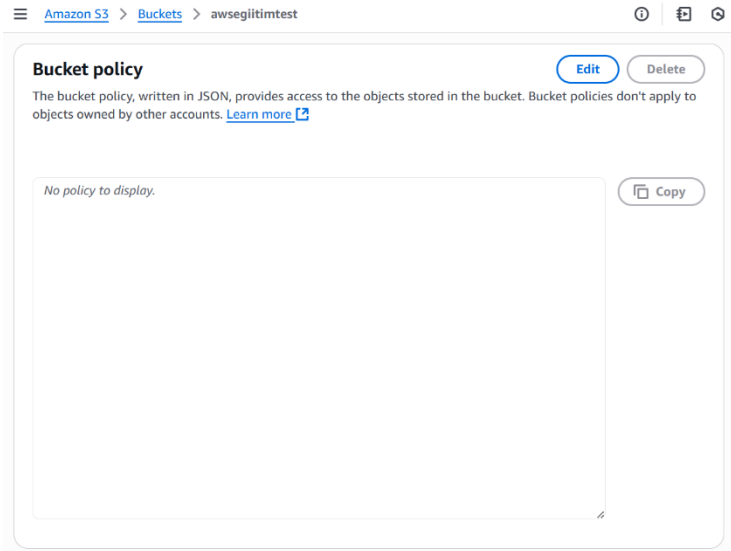 Amazon S3 > Buckets > awsegiitimtest
Bucket policy
Edit
Delete
The bucket policy, written in JSON, provides access to the objects stored in the bucket. Bucket policies don't apply to
objects owned by other accounts. Learn more
No policy to display.
Copy